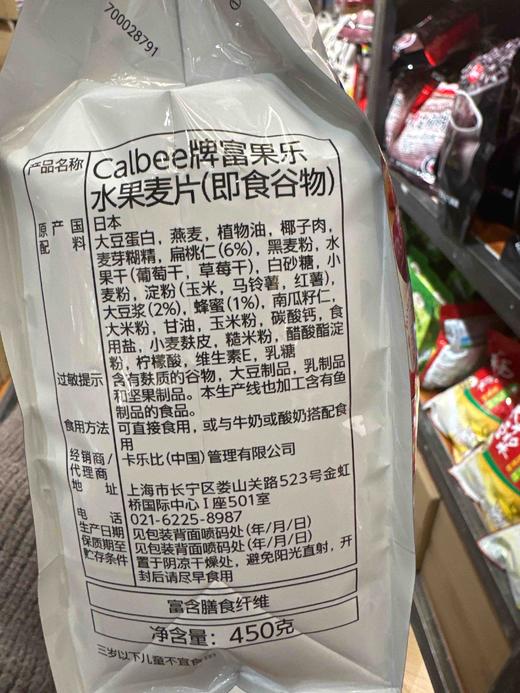 700028791
产品名称 Calbee牌富果乐
水果麦片(即食谷物)
原产国 日本
配料 大豆蛋白，燕麦，植物油，椰子肉，
麦芽糊精，扁桃仁(6%)，黑麦粉，水
果干(葡萄干，草莓干)，白砂糖，小
麦粉，淀粉(玉米，马铃薯，红薯)，
大豆浆(2%)，蜂蜜(1%)，南瓜籽仁，
大米粉，甘油，玉米粉，碳酸钙，食
用盐，小麦麸皮，糙米粉，醋酸酯淀
粉，柠檬酸，维生素E，乳糖
过敏提示 含有麸质的谷物，大豆制品，乳制品
和坚果制品。本生产线也加工含有鱼
制品的食品。
食用方法 可直接食用，或与牛奶或酸奶搭配食
用
经销商/
代理商 卡乐比(中国)管理有限公司
地址 上海市长宁区娄山关路523号金虹
桥国际中心Ⅰ座501室
电话 021-6225-8987
生产日期 见包装背面喷码处(年/月/日)
保质期至 见包装背面喷码处(年/月/日)
贮存条件 置于阴凉干燥处，避免阳光直射，开
封后请尽早食用
富含膳食纤维
净含量：450克
三岁以下儿童不宜食